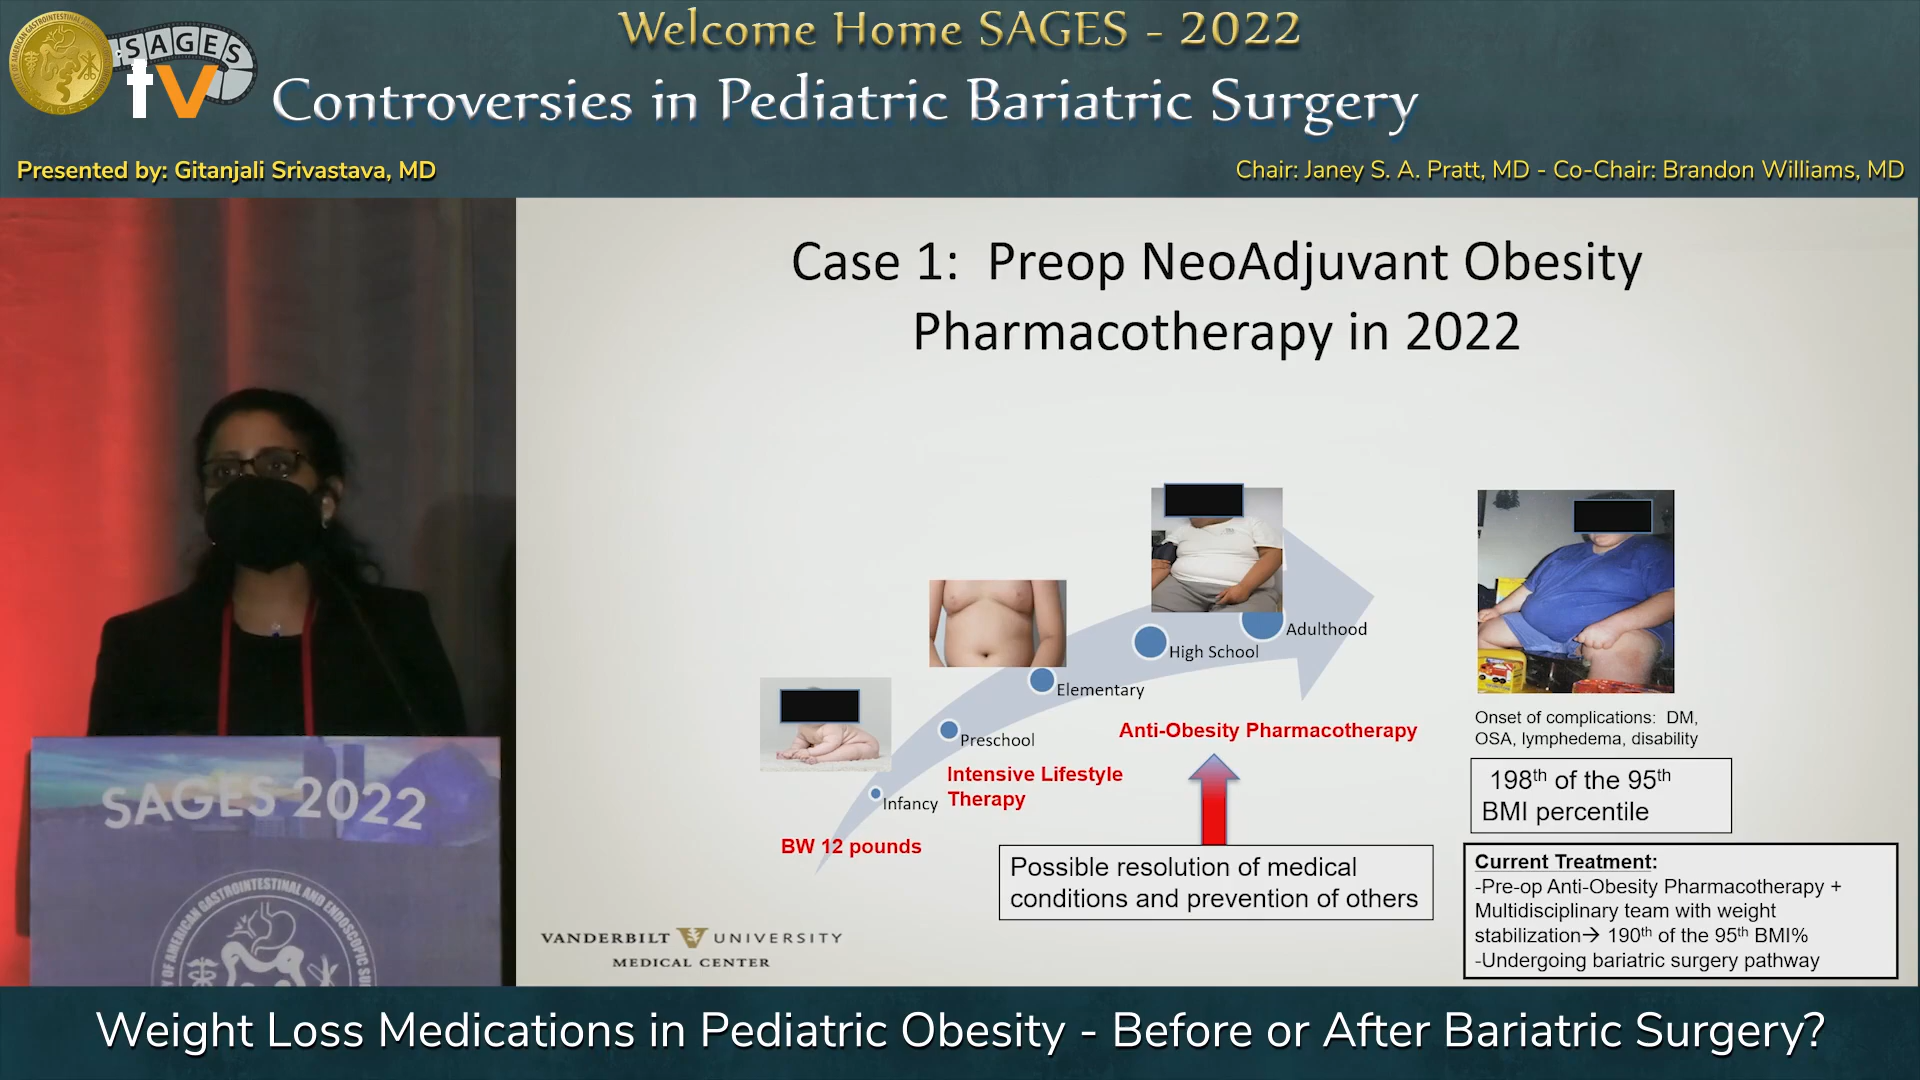 Welcome Home SAGES - 2022
SAGES
tv
Controversies in Pediatric Bariatric Surgery
Presented by: Gitanjali Srivastava, MD
Chair: Janey S. A. Pratt, MD - Co-Chair: Brandon Williams, MD
Case 1: Preop NeoAdjuvant Obesity
Pharmacotherapy in 2022
Adulthood
High School
Elementary
Preschool
Infancy
Anti-Obesity Pharmacotherapy
Intensive Lifestyle
Therapy
BW 12 pounds
Possible resolution of medical
conditions and prevention of others
Onset of complications: DM,
OSA, lymphedema, disability
198th of the 95th
BMI percentile
Current Treatment:
-Pre-op Anti-Obesity Pharmacotherapy +
Multidisciplinary team with weight
stabilization→ 190th of the 95th BMI%
-Undergoing bariatric surgery pathway
VANDERBILT V UNIVERSITY
MEDICAL CENTER
SAGES 2022
OF AMERICAN GASTROINTESTINAL AND ENDOSCOPIC
Weight Loss Medications in Pediatric Obesity - Before or After Bariatric Surgery?